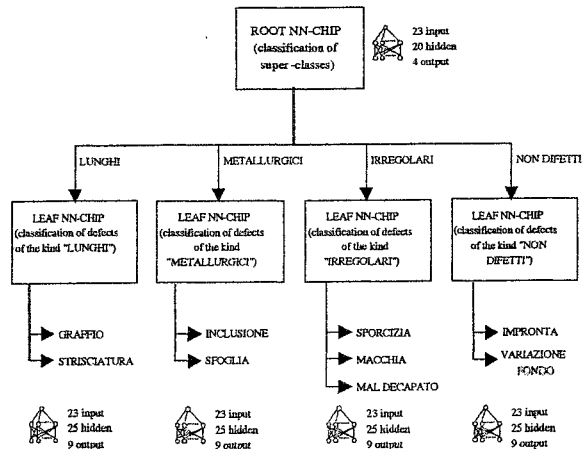 ROOT NN-CHIP
(classification of
super-classes)
23 input
20 hidden
4 output
LUNGHI
METALLURGICI
IRREGOLARI
NON DIFETTI
LEAF NN-CHIP
(classification of defects
of the kind "LUNGHI")
LEAF NN-CHIP
(classification of defects
of the kind
"METALLURGICI")
LEAF NN-CHIP
(classification of defects
of the kind
"IRREGOLARI")
LEAF NN-CHIP
(classification of defects
of the kind "NON
DIFETTI")
GRAFFIO
STRISCIATURA
INCLUSIONE
SFOGLIA
SPORCIZIA
MACCHIA
MAL DECAPATO
IMPRONTA
VARIAZIONE
FONDO
23 input
25 hidden
9 output
23 input
25 hidden
9 output
23 input
25 hidden
9 output
23 input
25 hidden
9 output